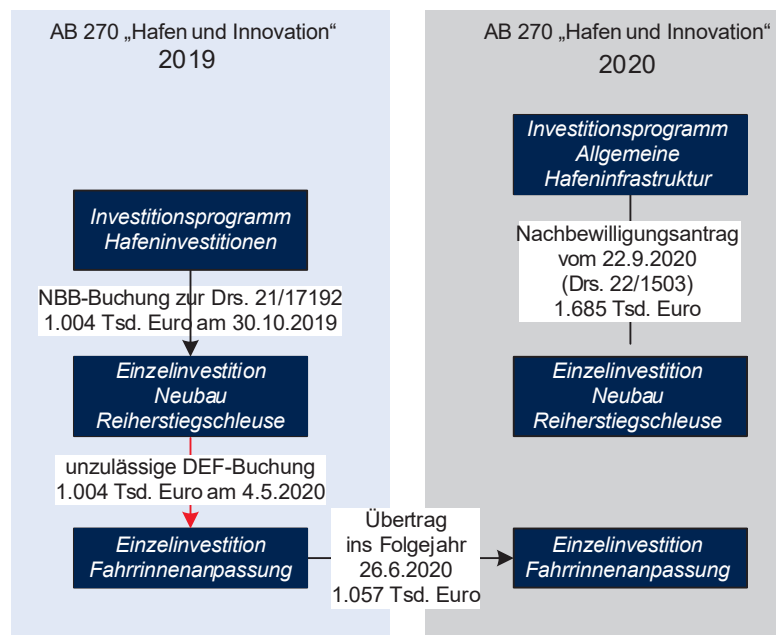 AB 270 „Hafen und Innovation“
2019
Investitionsprogramm
Hafeninvestitionen
NBB-Buchung zur Drs. 21/17192
1.004 Tsd. Euro am 30.10.2019
Einzelinvestition
Neubau
Reiherstiegschleuse
unzulässige DEF-Buchung
1.004 Tsd. Euro am 4.5.2020
Einzelinvestition
Fahrrinnenanpassung
Übertrag
ins Folgejahr
26.6.2020
1.057 Tsd. Euro
AB 270 „Hafen und Innovation“
2020
Investitionsprogramm
Allgemeine
Hafeninfrastruktur
Nachbewilligungsantrag
vom 22.9.2020
(Drs. 22/1503)
1.685 Tsd. Euro
Einzelinvestition
Neubau
Reiherstiegschleuse
Einzelinvestition
Fahrrinnenanpassung